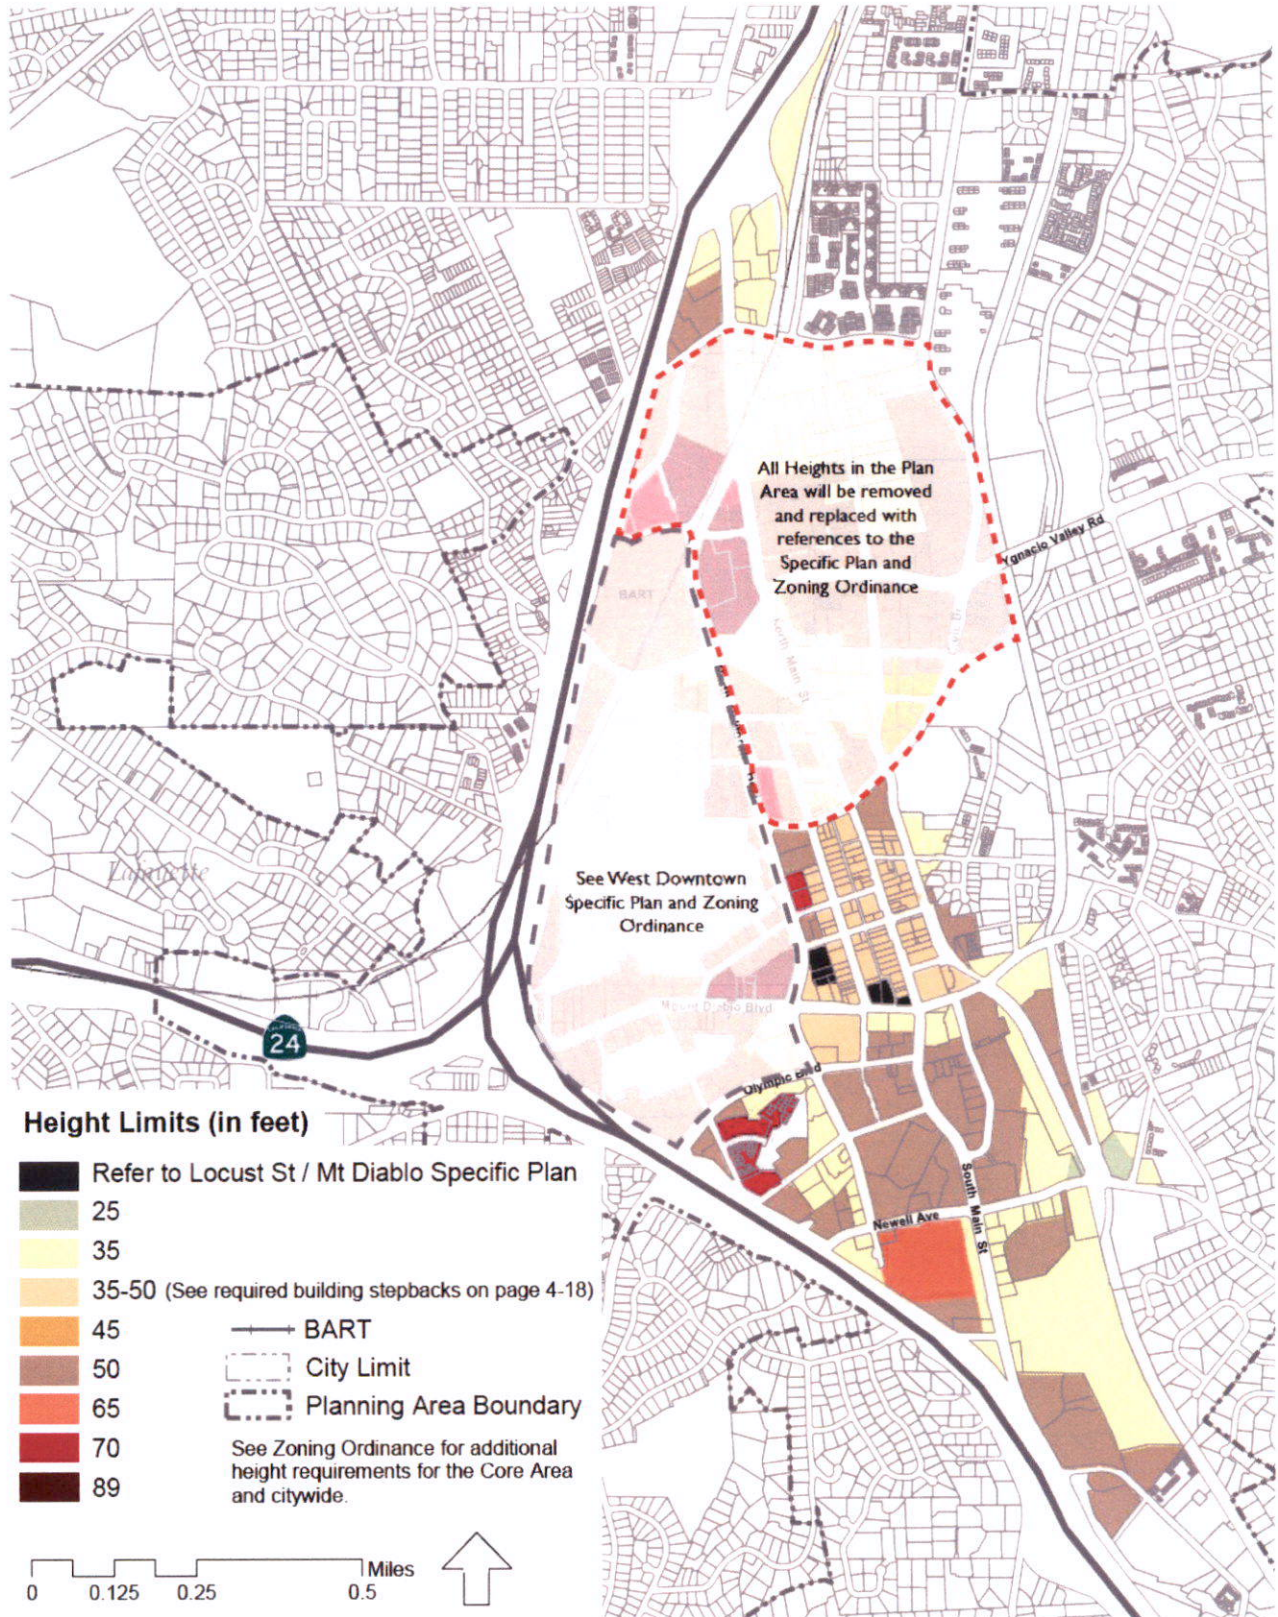 All Heights in the Plan
Area will be removed
and replaced with
references to the
Specific Plan and
Zoning Ordinance
Ygnacio Valley Rd
BART
North Main St
See West Downtown
Specific Plan and Zoning
Ordinance
Lafayette
Mount Diablo Blvd
CALIFORNIA
24
Olympic Blvd
South Main St
Newell Ave
Height Limits (in feet)
Refer to Locust St / Mt Diablo Specific Plan
25
35
35-50 (See required building stepbacks on page 4-18)
45
50
65
70
89
BART
City Limit
Planning Area Boundary
See Zoning Ordinance for additional
height requirements for the Core Area
and citywide.
Miles
0 0.125 0.25 0.5